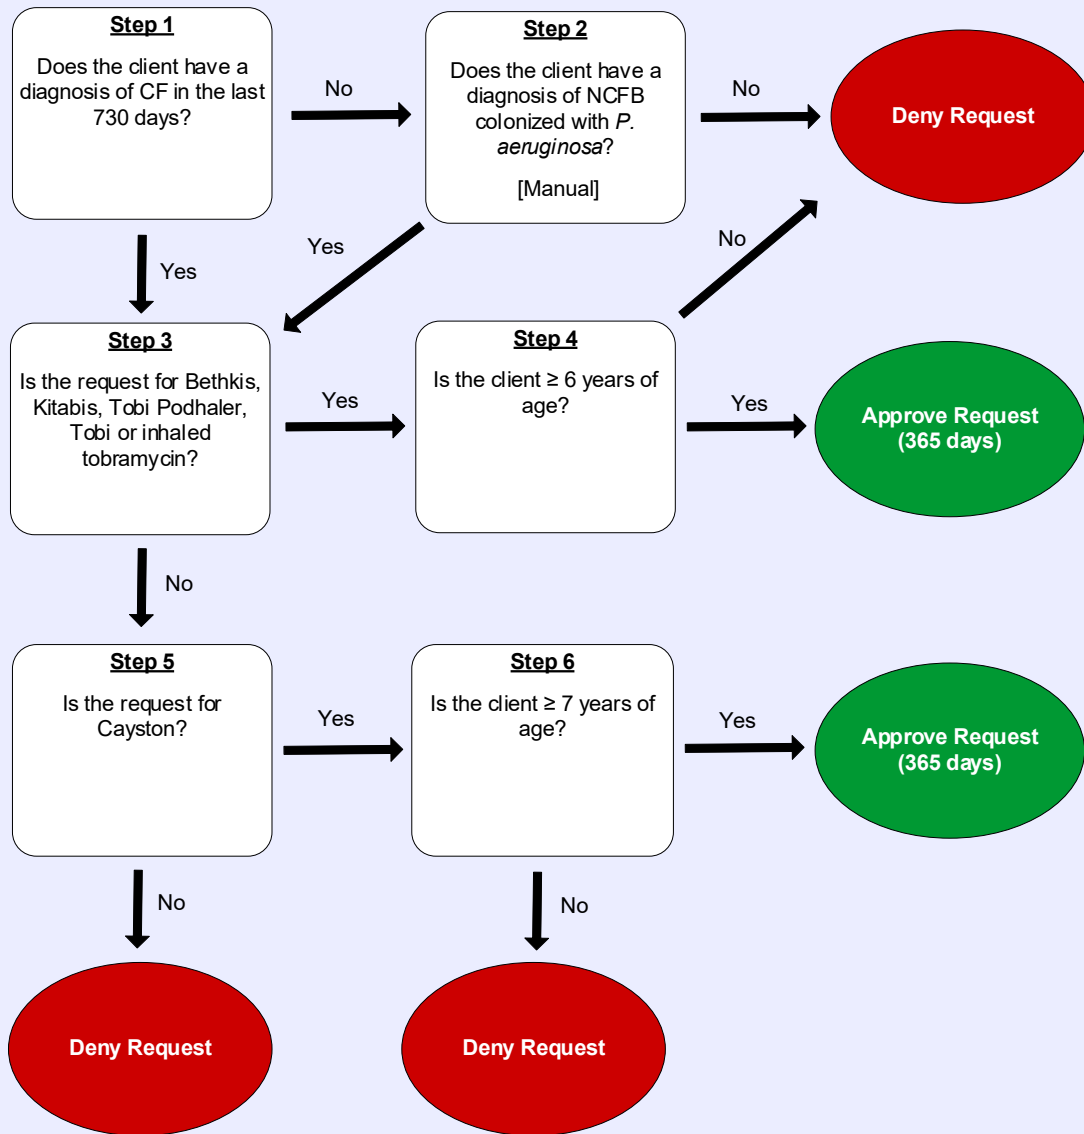 Step 1
Does the client have a
diagnosis of CF in the last
730 days?
No
Step 2
Does the client have a
diagnosis of NCFB
colonized with P.
aeruginosa?
[Manual]
No
Deny Request
Yes
Yes
No
Step 3
Is the request for Bethkis,
Kitabis, Tobi Podhaler,
Tobi or inhaled
tobramycin?
Yes
Step 4
Is the client ≥ 6 years of
age?
Yes
Approve Request
(365 days)
No
Step 5
Is the request for
Cayston?
Yes
Step 6
Is the client ≥ 7 years of
age?
Yes
Approve Request
(365 days)
No
No
Deny Request
Deny Request